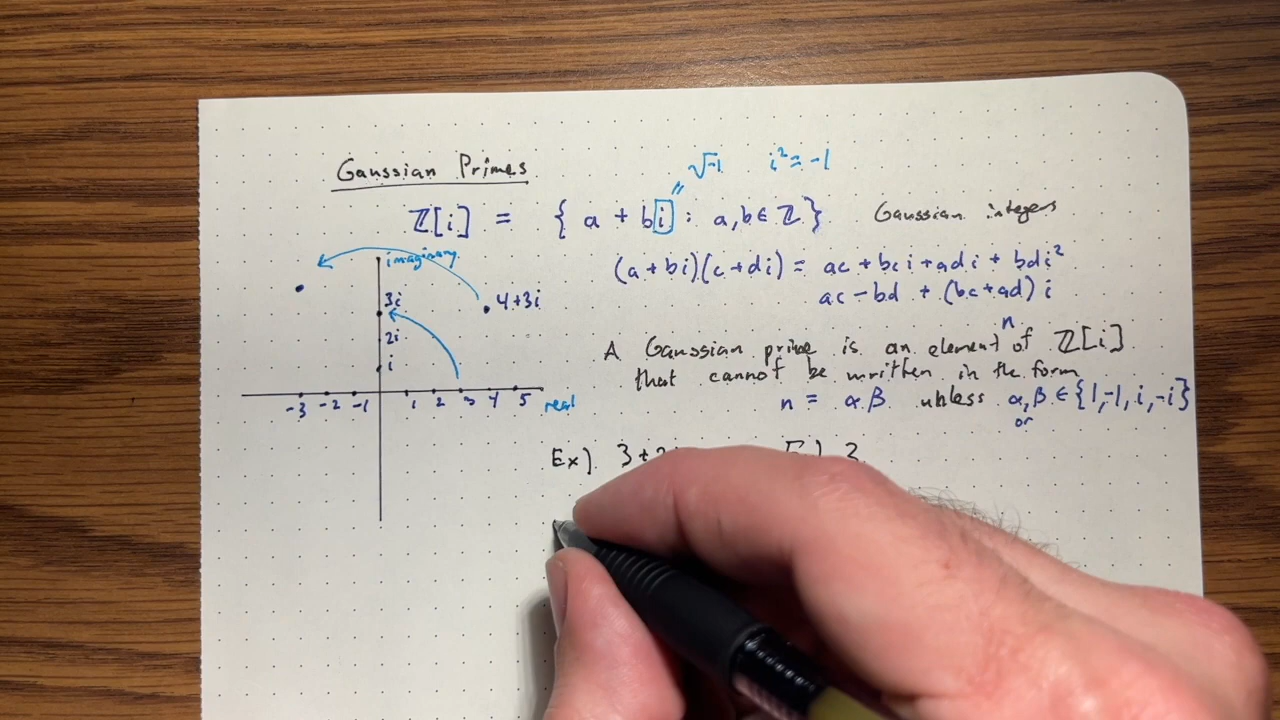 Gaussian Primes
√-1 i² = -1
ℤ[i] = { a + bi : a, b ∈ ℤ } Gaussian integers
imaginary
(a+bi)(c+di) = ac + bci + adi + bdi²
ac - bd + (bc+ad) i
3i
4+3i
2i
i
-3 -2 -1 1 2 3 4 5 real
n
A Gaussian prime is an element of ℤ[i]
that cannot be written in the form
n = αβ unless α, β ∈ {1, -1, i, -i}
or
Ex). 3+